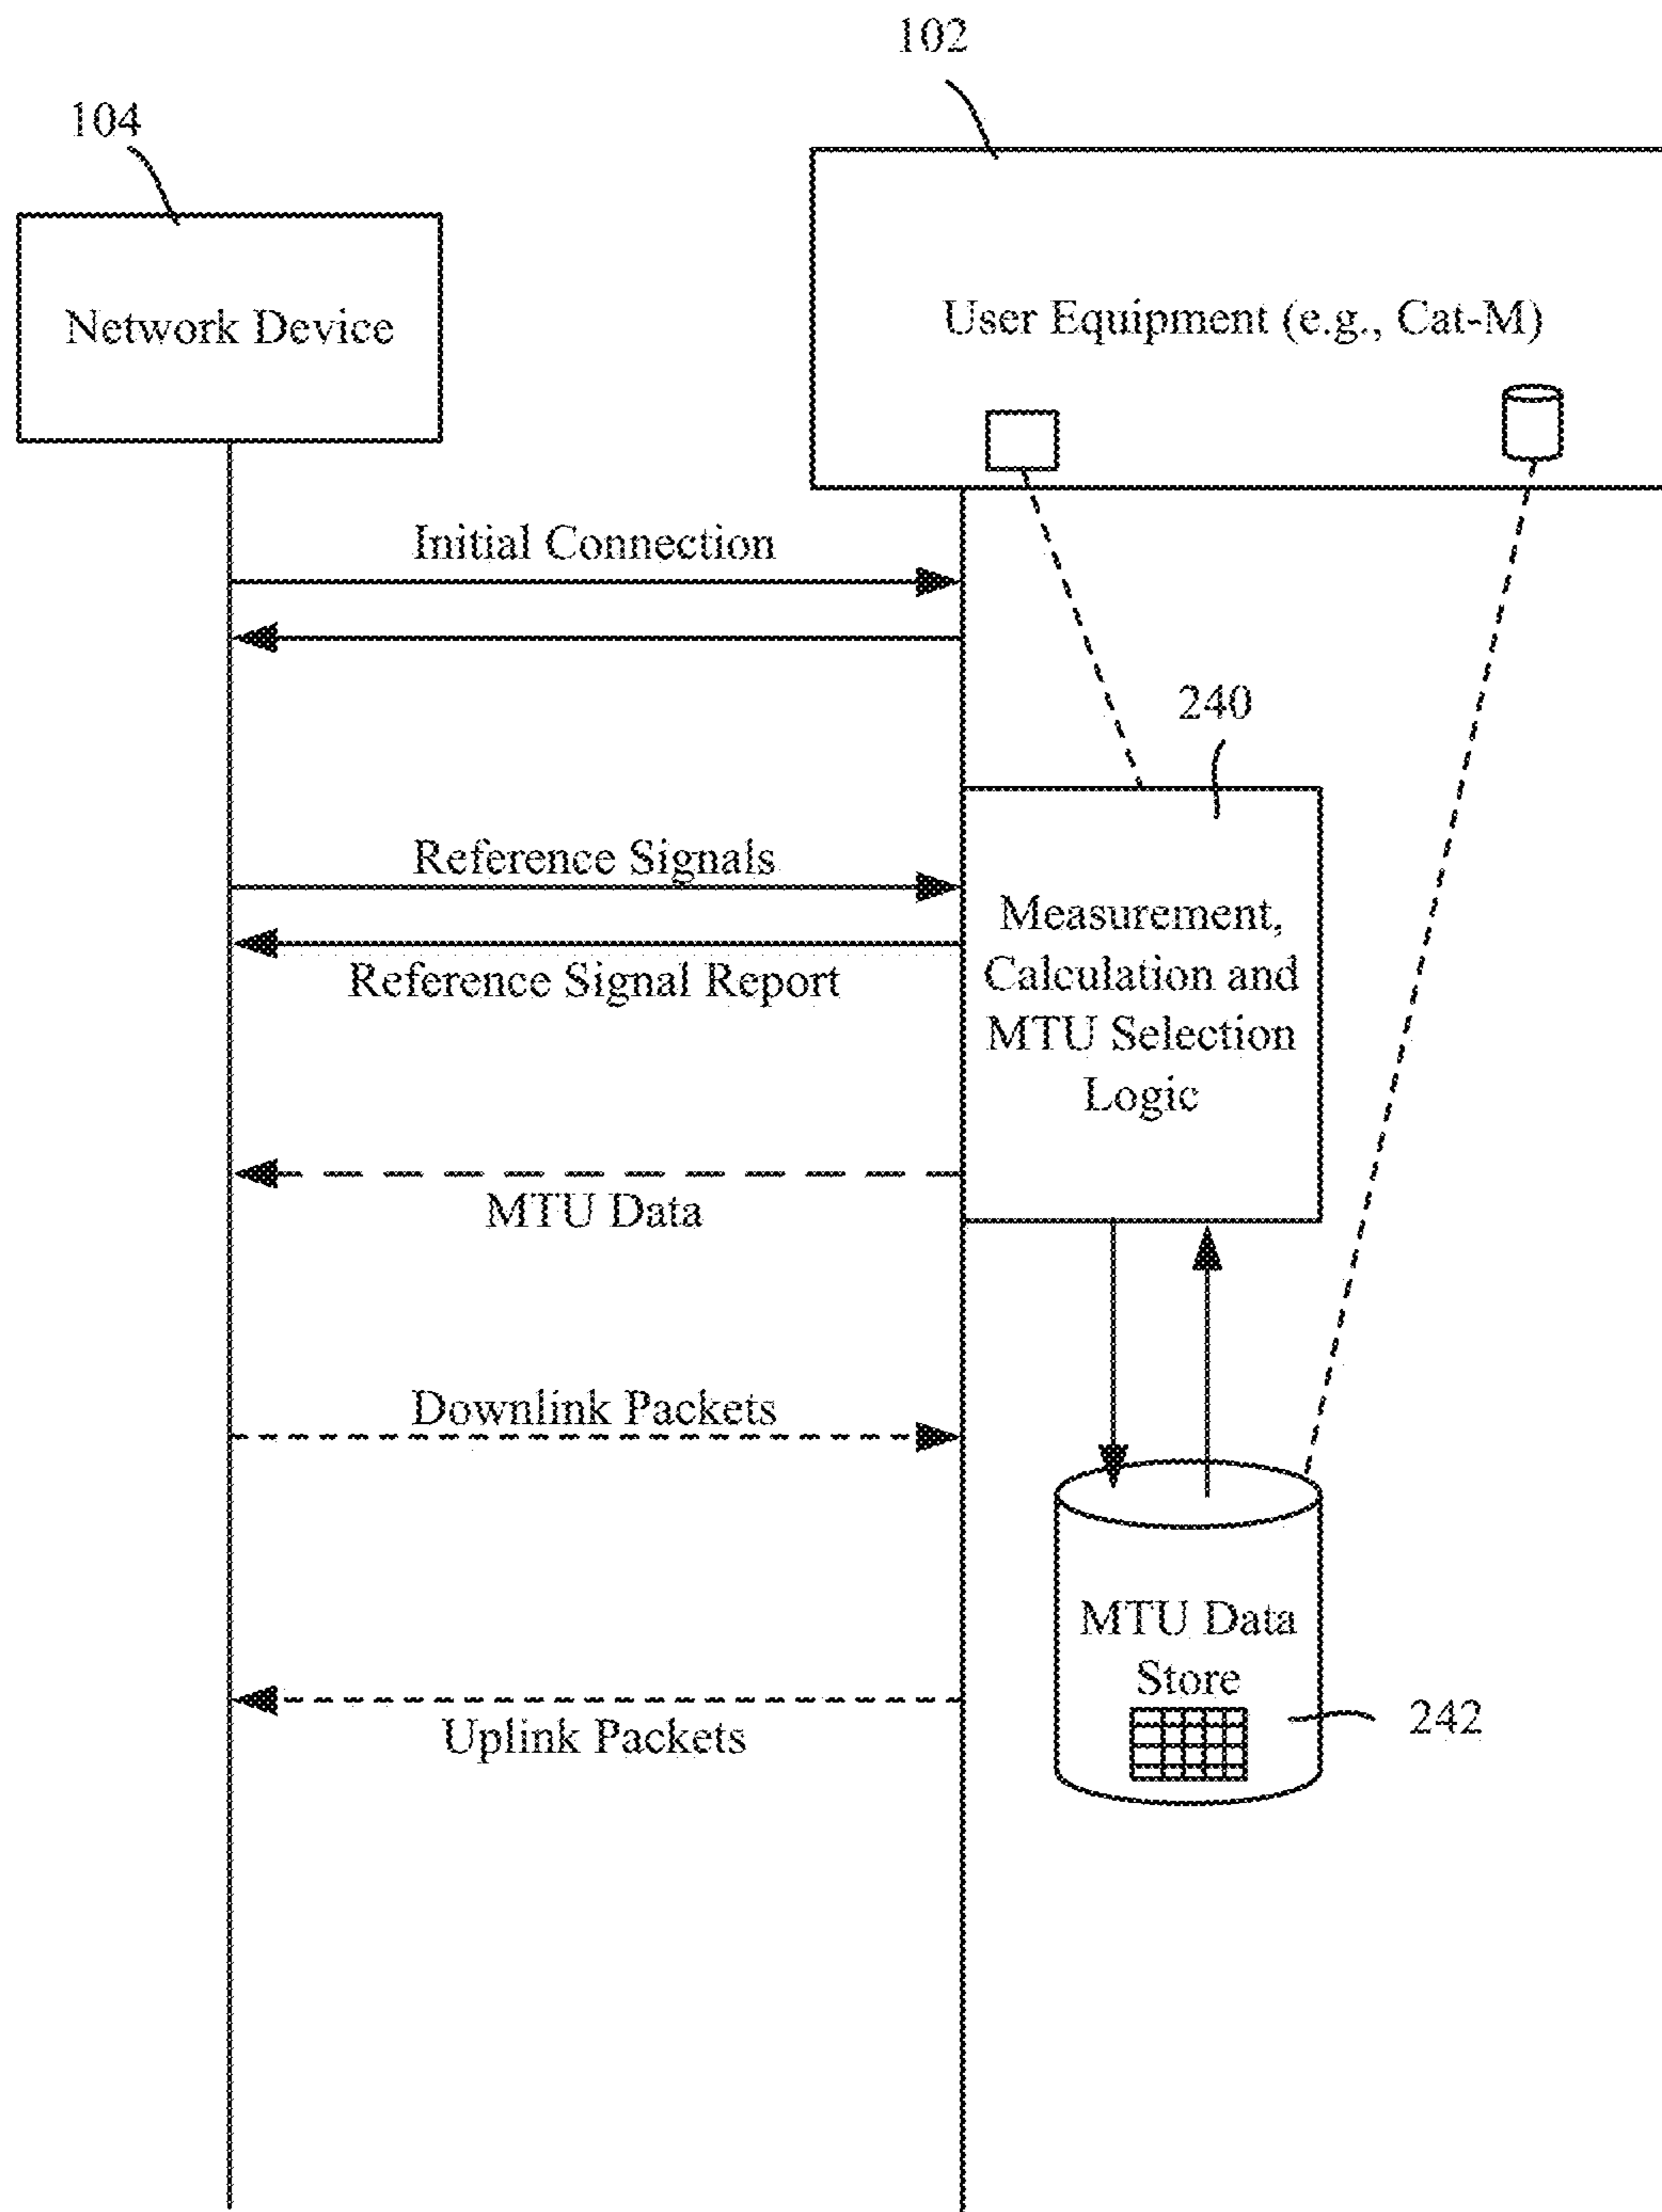 102
104
Network Device
User Equipment (e.g., Cat-M)
Initial Connection
240
Reference Signals
Reference Signal Report
Measurement,
Calculation and
MTU Selection
Logic
MTU Data
Downlink Packets
MTU Data
Store
242
Uplink Packets